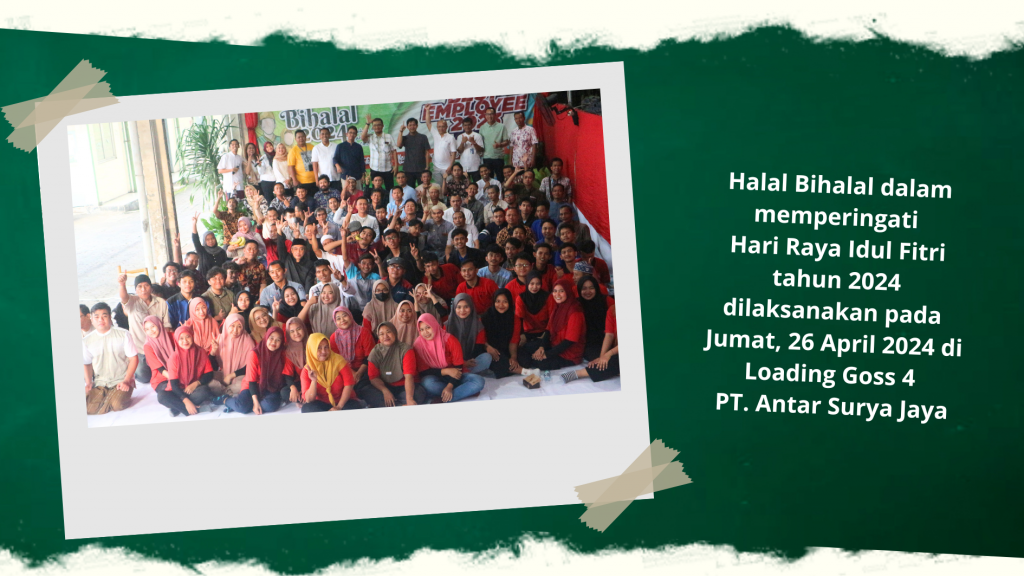 Bihalal
2024
EMPLOYEE
Halal Bihalal dalam
memperingati
Hari Raya Idul Fitri
tahun 2024
dilaksanakan pada
Jumat, 26 April 2024 di
Loading Goss 4
PT. Antar Surya Jaya